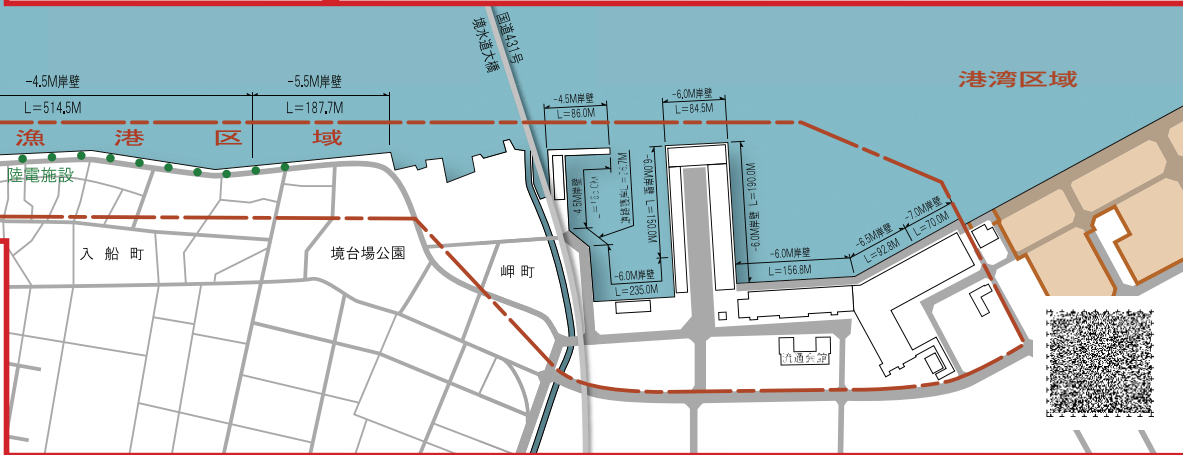 国道431号
境水道大橋
-4.5M岸壁
L=514.5M
-5.5M岸壁
L=187.7M
-4.5M岸壁
L=86.0M
-6.0M岸壁
L=84.5M
港湾区域
漁港区域
陸電施設
-4.5M岸壁
-6.0M岸壁 L=150.0M
-6.0M岸壁 L=190.0M
-7.0M岸壁
L=70.0M
-6.5M岸壁
L=92.8M
-6.0M岸壁
L=156.8M
-6.0M岸壁
L=235.0M
入船町
境台場公園
岬町
流通会館